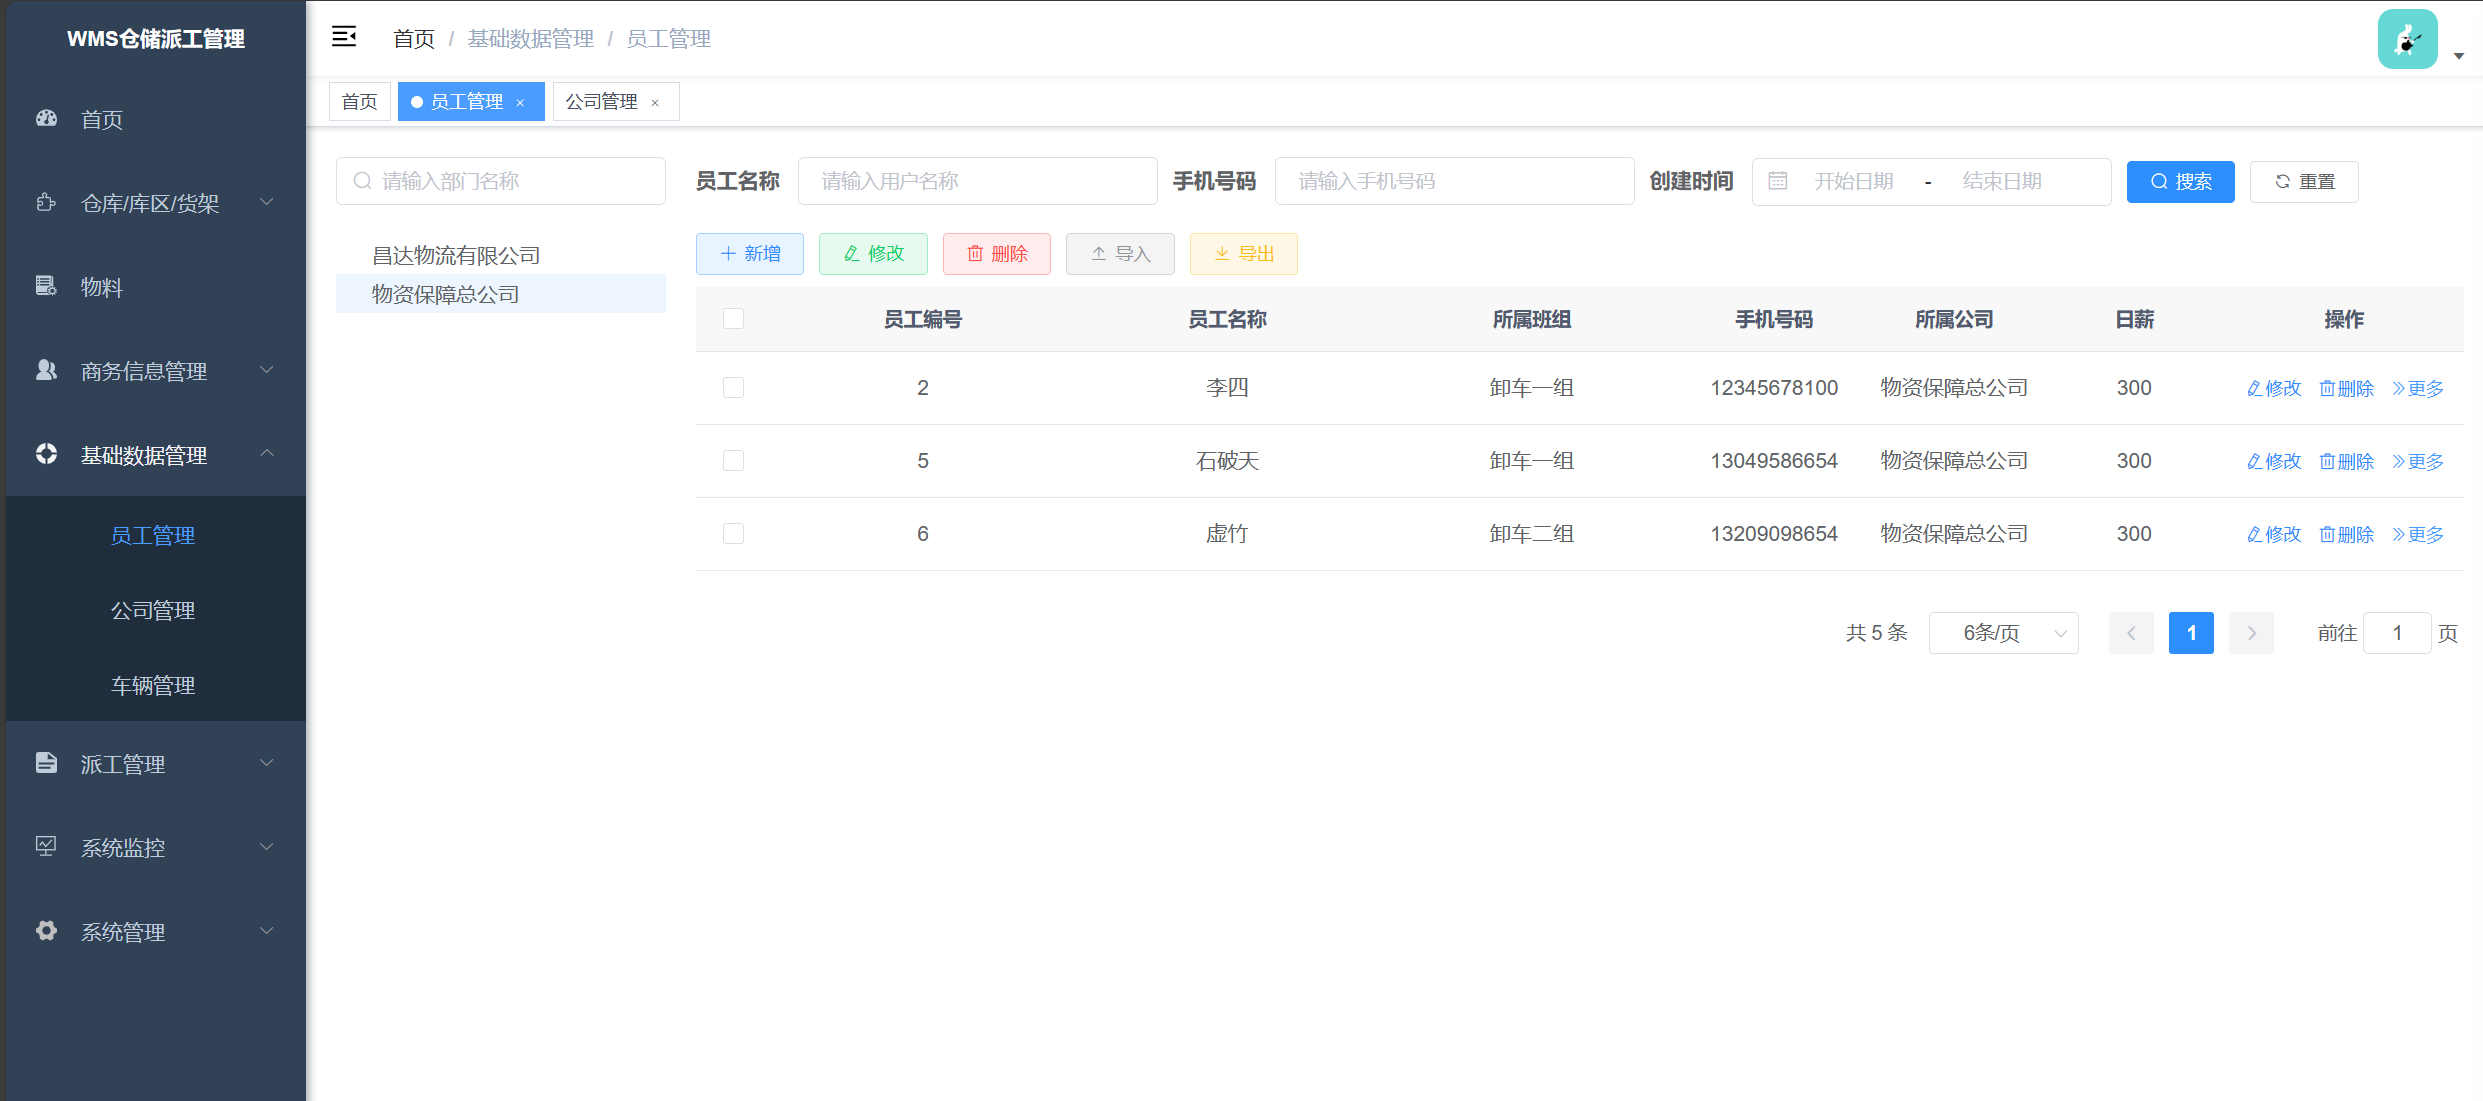 WMS仓储派工管理
首页
仓库/库区/货架
物料
商务信息管理
基础数据管理
员工管理
公司管理
车辆管理
派工管理
系统监控
系统管理
首页 / 基础数据管理 / 员工管理
首页 员工管理 × 公司管理 ×
请输入部门名称
昌达物流有限公司
物资保障总公司
员工名称 请输入用户名称 手机号码 请输入手机号码 创建时间 开始日期 - 结束日期 搜索 重置
新增 修改 删除 导入 导出
员工编号 员工名称 所属班组 手机号码 所属公司 日薪 操作
2 李四 卸车一组 12345678100 物资保障总公司 300 修改 删除 更多
5 石破天 卸车一组 13049586654 物资保障总公司 300 修改 删除 更多
6 虚竹 卸车二组 13209098654 物资保障总公司 300 修改 删除 更多
共 5 条 6条/页 1 前往 1 页